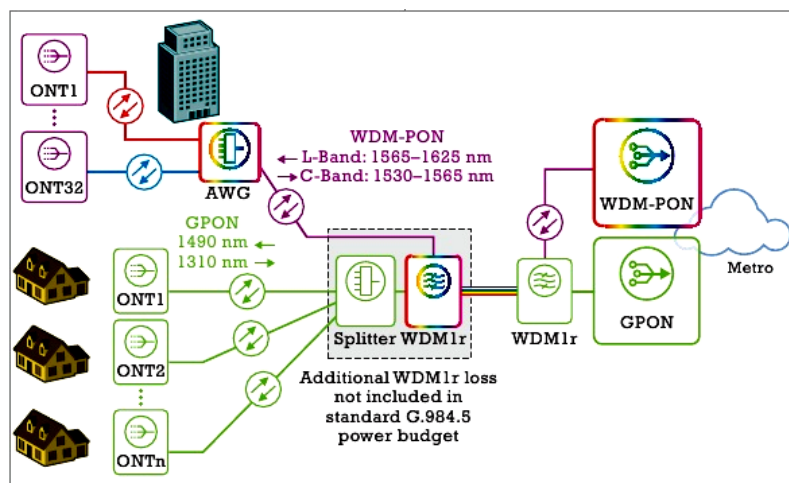 ONT1
ONT32
AWG
WDM-PON
← L-Band: 1565–1625 nm
→ C-Band: 1530–1565 nm
WDM-PON
Metro
GPON
1490 nm ←
1310 nm →
ONT1
ONT2
ONTn
Splitter
WDM1r
WDM1r
GPON
Additional WDM1r loss
not included in
standard G.984.5
power budget